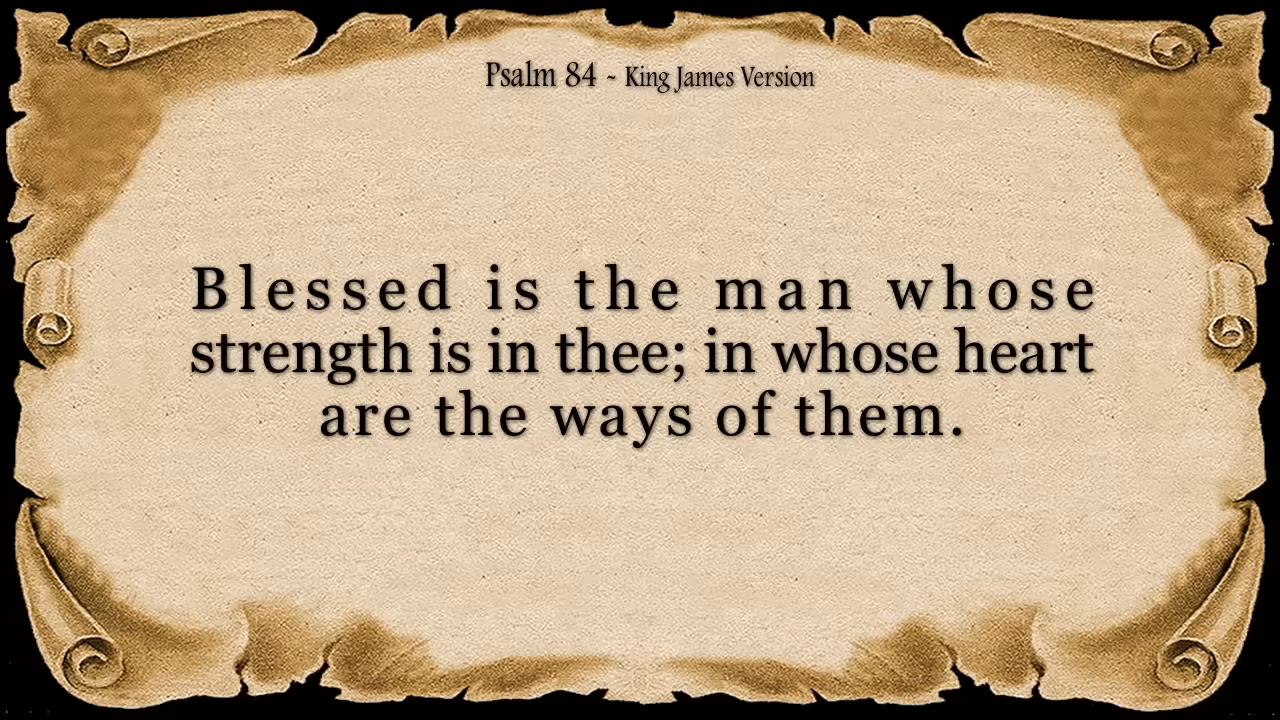 Psalm 84 ~ King James Version
Blessed is the man whose
strength is in thee; in whose heart
are the ways of them.